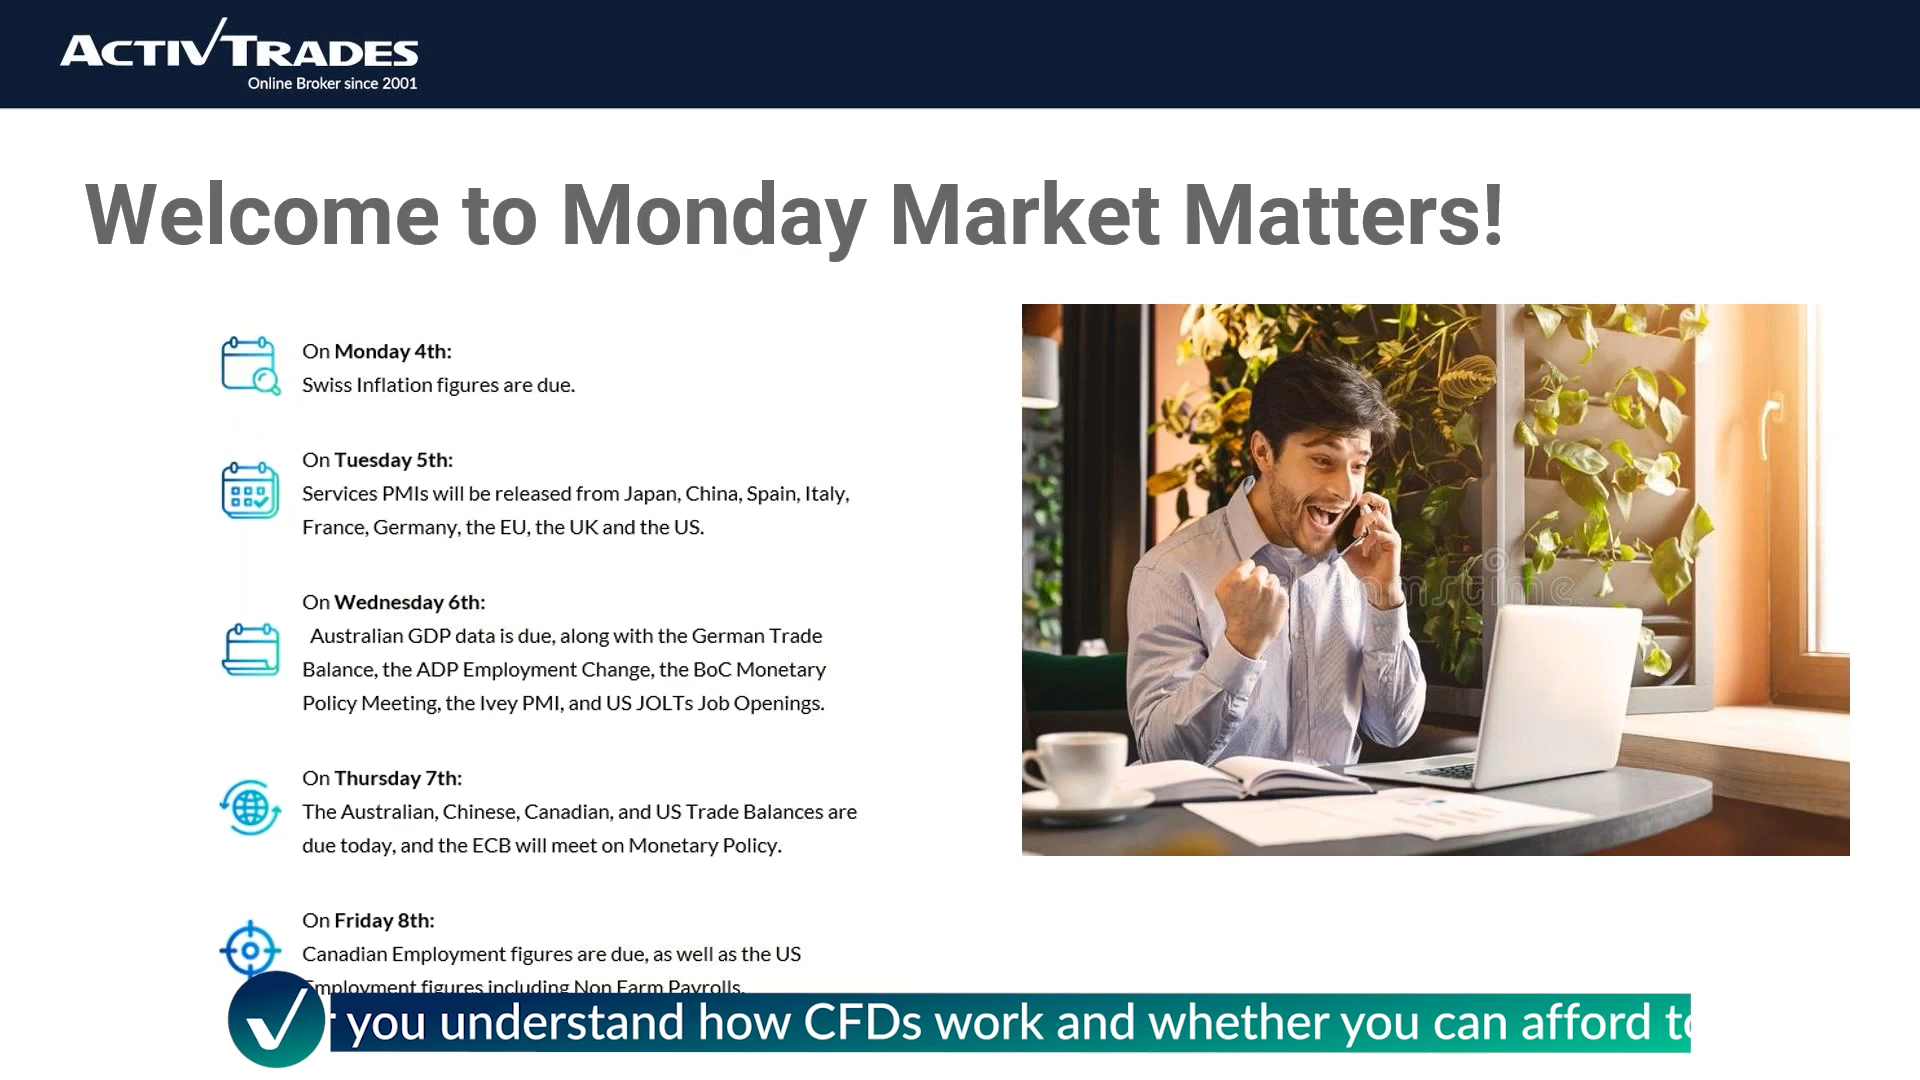 ACTIVTRADES
Online Broker since 2001
Welcome to Monday Market Matters!
On Monday 4th:
Swiss Inflation figures are due.
On Tuesday 5th:
Services PMIs will be released from Japan, China, Spain, Italy,
France, Germany, the EU, the UK and the US.
On Wednesday 6th:
Australian GDP data is due, along with the German Trade
Balance, the ADP Employment Change, the BoC Monetary
Policy Meeting, the Ivey PMI, and US JOLTs Job Openings.
On Thursday 7th:
The Australian, Chinese, Canadian, and US Trade Balances are
due today, and the ECB will meet on Monetary Policy.
On Friday 8th:
Canadian Employment figures are due, as well as the US
Employment figures including Non Farm Payrolls.
you understand how CFDs work and whether you can afford
dreamstime